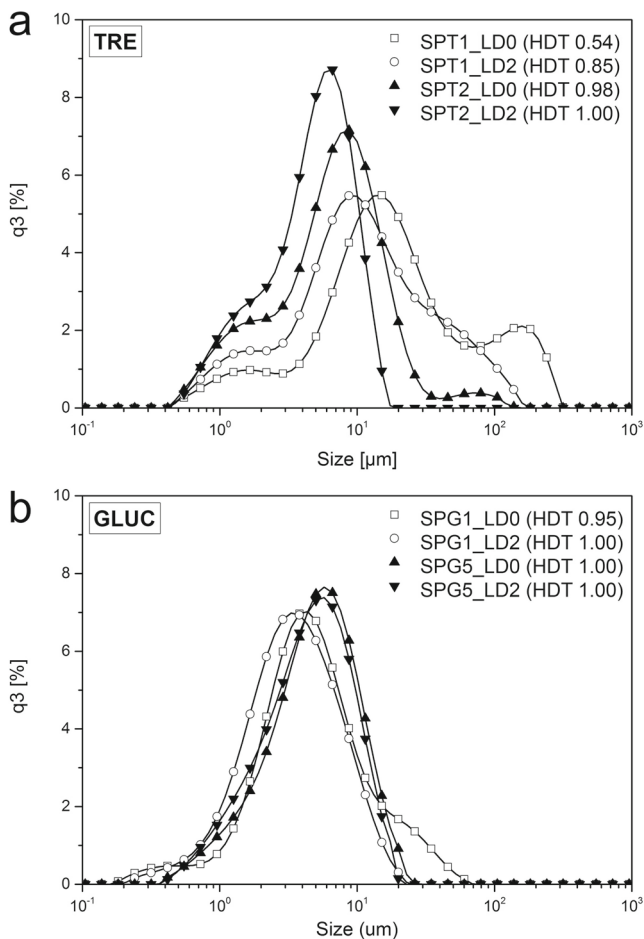 a
TRE
SPT1_LD0 (HDT 0.54)
SPT1_LD2 (HDT 0.85)
SPT2_LD0 (HDT 0.98)
SPT2_LD2 (HDT 1.00)
10
8
6
4
2
0
q3 [%]
10⁻¹ 10⁰ 10¹ 10² 10³
Size [µm]
b
GLUC
SPG1_LD0 (HDT 0.95)
SPG1_LD2 (HDT 1.00)
SPG5_LD0 (HDT 1.00)
SPG5_LD2 (HDT 1.00)
10
8
6
4
2
0
q3 [%]
10⁻¹ 10⁰ 10¹ 10² 10³
Size (um)